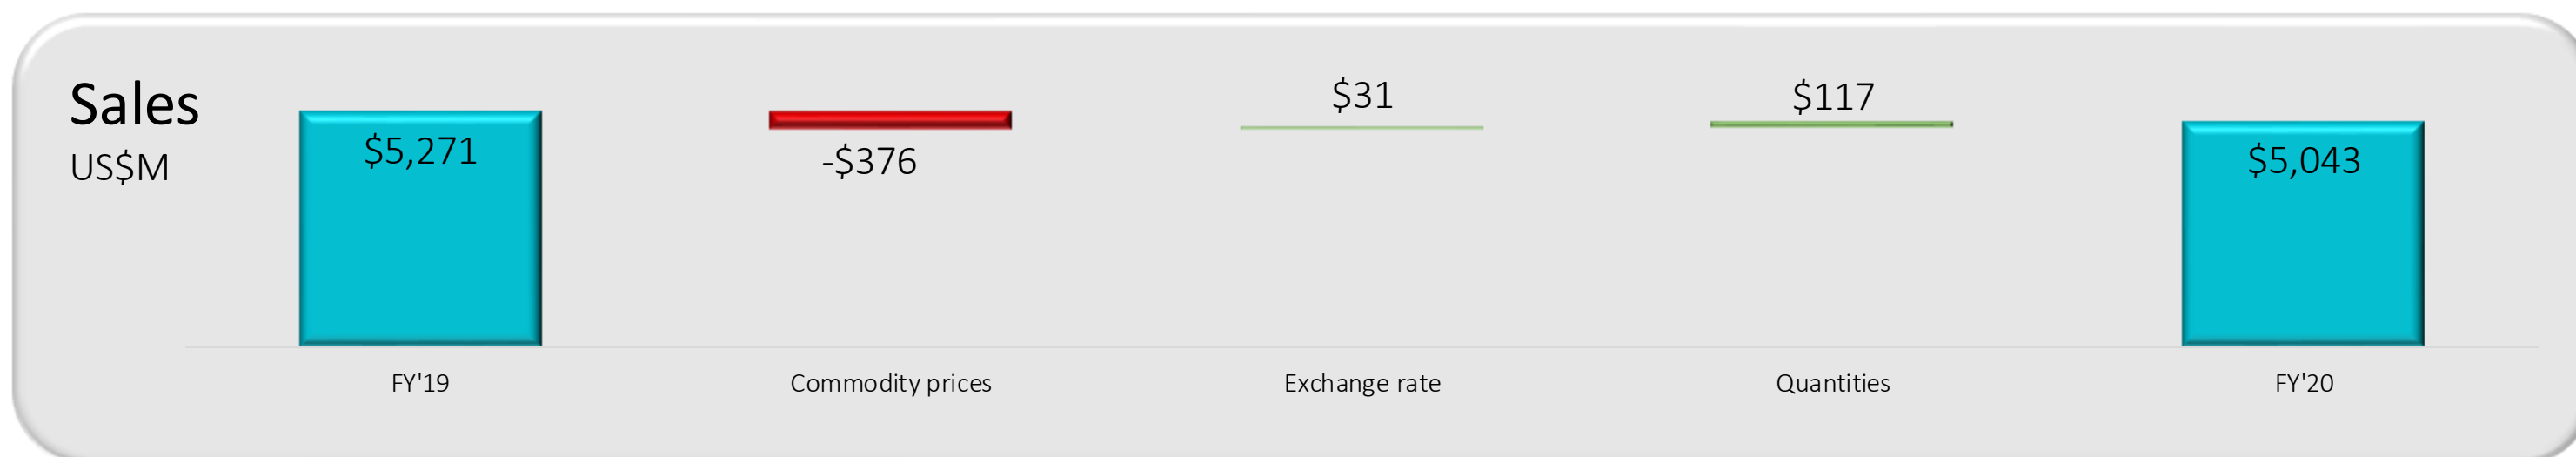 Sales
US$M
$5,271
-$376
$31
$117
$5,043
FY'19
Commodity prices
Exchange rate
Quantities
FY'20